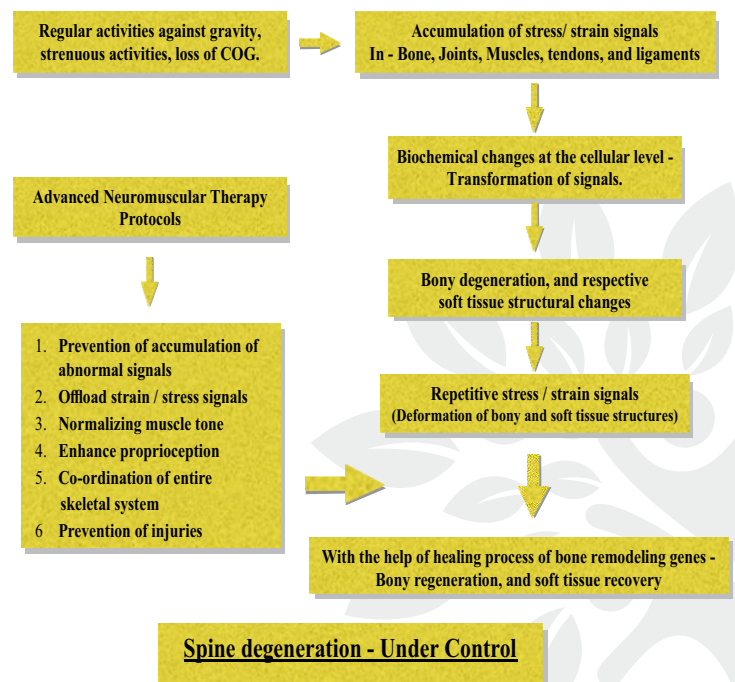 Regular activities against gravity,
strenuous activities, loss of COG.
Accumulation of stress/ strain signals
In - Bone, Joints, Muscles, tendons, and ligaments
Biochemical changes at the cellular level -
Transformation of signals.
Advanced Neuromuscular Therapy
Protocols
Bony degeneration, and respective
soft tissue structural changes
1. Prevention of accumulation of
abnormal signals
2. Offload strain / stress signals
3. Normalizing muscle tone
4. Enhance proprioception
5. Co-ordination of entire
skeletal system
6 Prevention of injuries
Repetitive stress / strain signals
(Deformation of bony and soft tissue structures)
With the help of healing process of bone remodeling genes -
Bony regeneration, and soft tissue recovery
Spine degeneration - Under Control